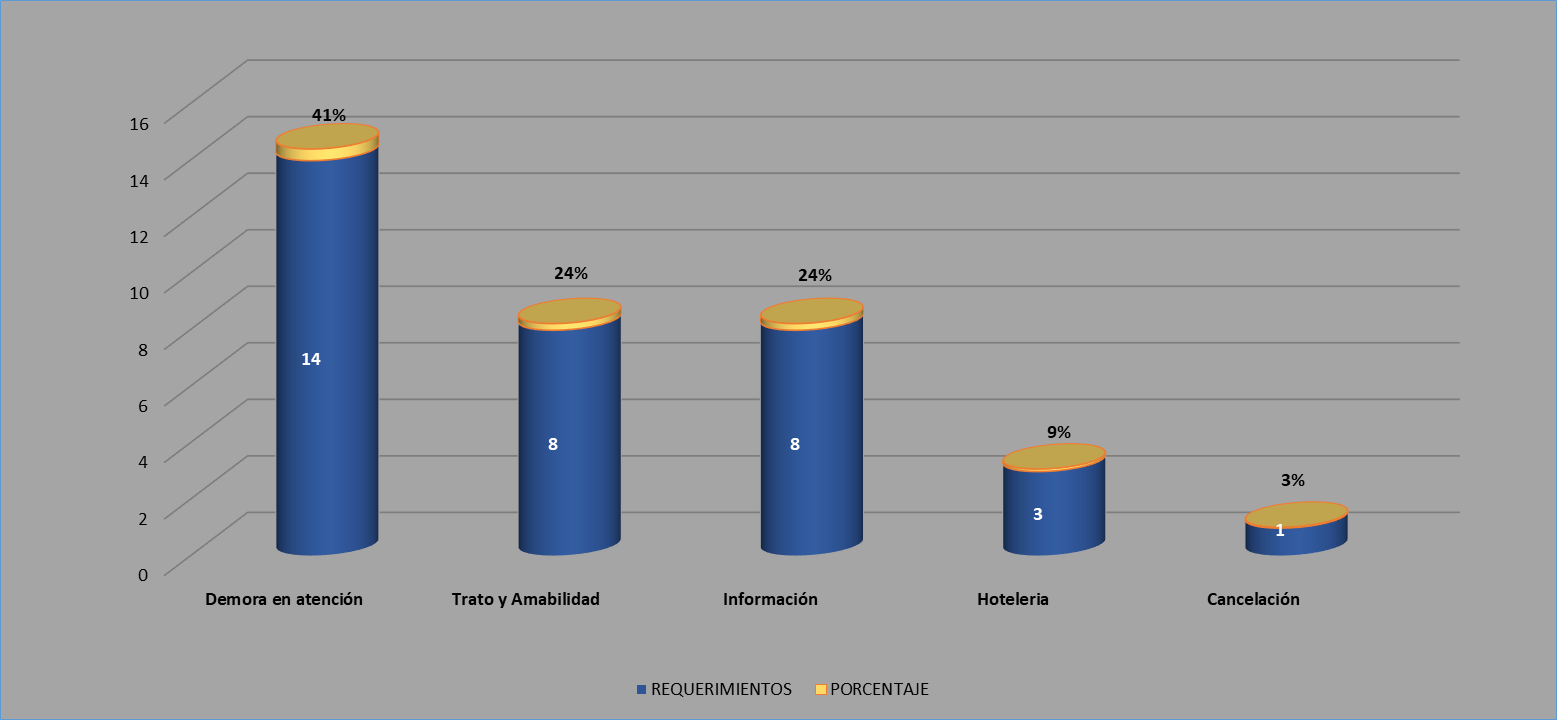 16
14
12
10
8
6
4
2
0
41%
24%
24%
9%
3%
14
8
8
3
1
Demora en atención
Trato y Amabilidad
Información
Hoteleria
Cancelación
REQUERIMIENTOS
PORCENTAJE